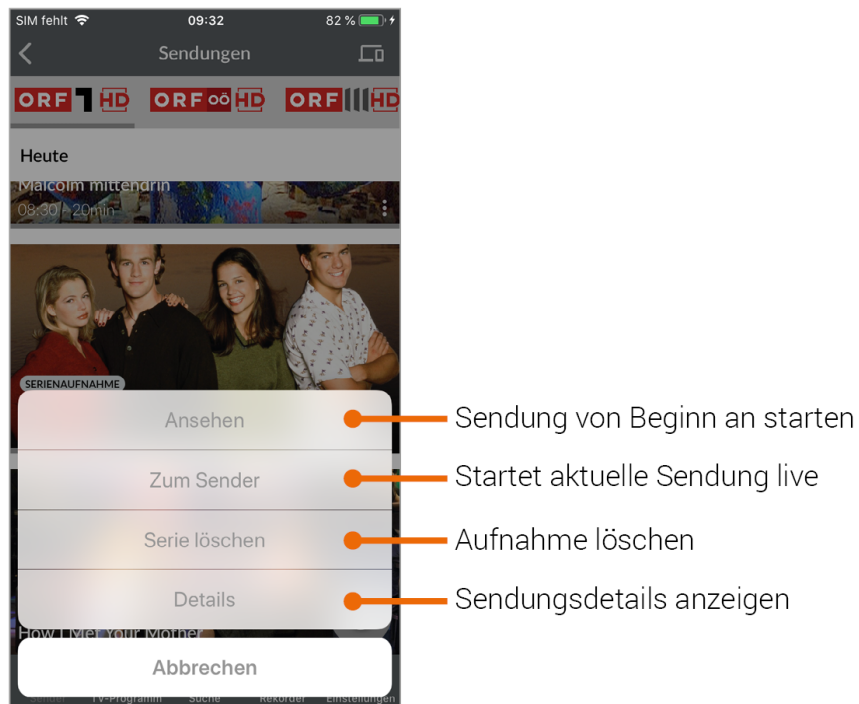 SIM fehlt 09:32 82 %
Sendungen
ORF 1 HD ORF OÖ HD ORF III HD
Heute
Malcolm mittendrin
08:30 - 20min
SERIENAUFNAHME
Ansehen
Sendung von Beginn an starten
Zum Sender
Startet aktuelle Sendung live
Serie löschen
Aufnahme löschen
Details
Sendungsdetails anzeigen
How I Met Your Mother
Abbrechen
Sender TV-Programm Suche Rekorder Einstellungen